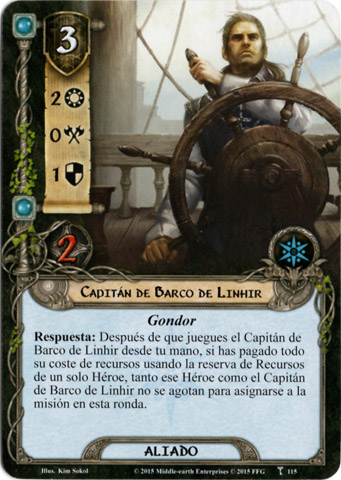 3
2
0
1
2
Capitán de Barco de Linhir
Gondor
Respuesta: Después de que juegues el Capitán de
Barco de Linhir desde tu mano, si has pagado todo
su coste de recursos usando la reserva de Recursos
de un solo Héroe, tanto ese Héroe como el Capitán
de Barco de Linhir no se agotan para asignarse a la
misión en esta ronda.
ALIADO
Illus. Kim Sokol © 2015 Middle-earth Enterprises © 2015 FFG 115